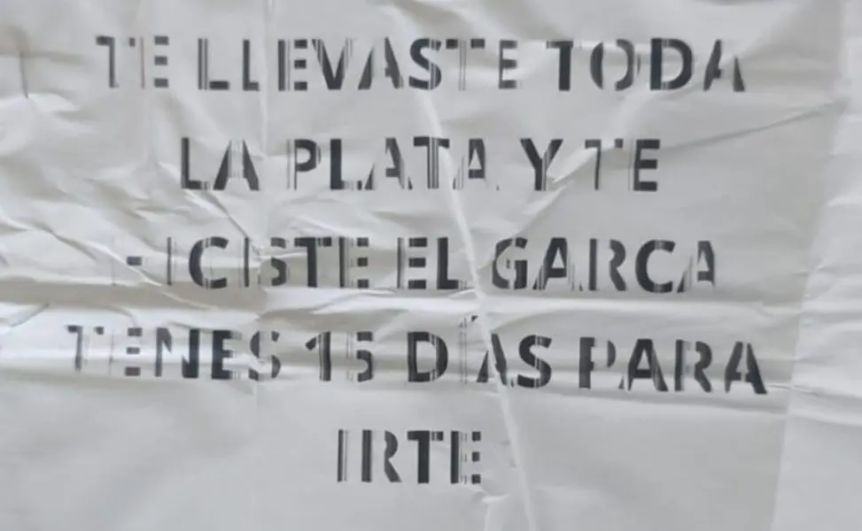 TE LLEVASTE TODA
LA PLATA Y TE
HICISTE EL GARCA
TENES 15 DÍAS PARA
IRTE